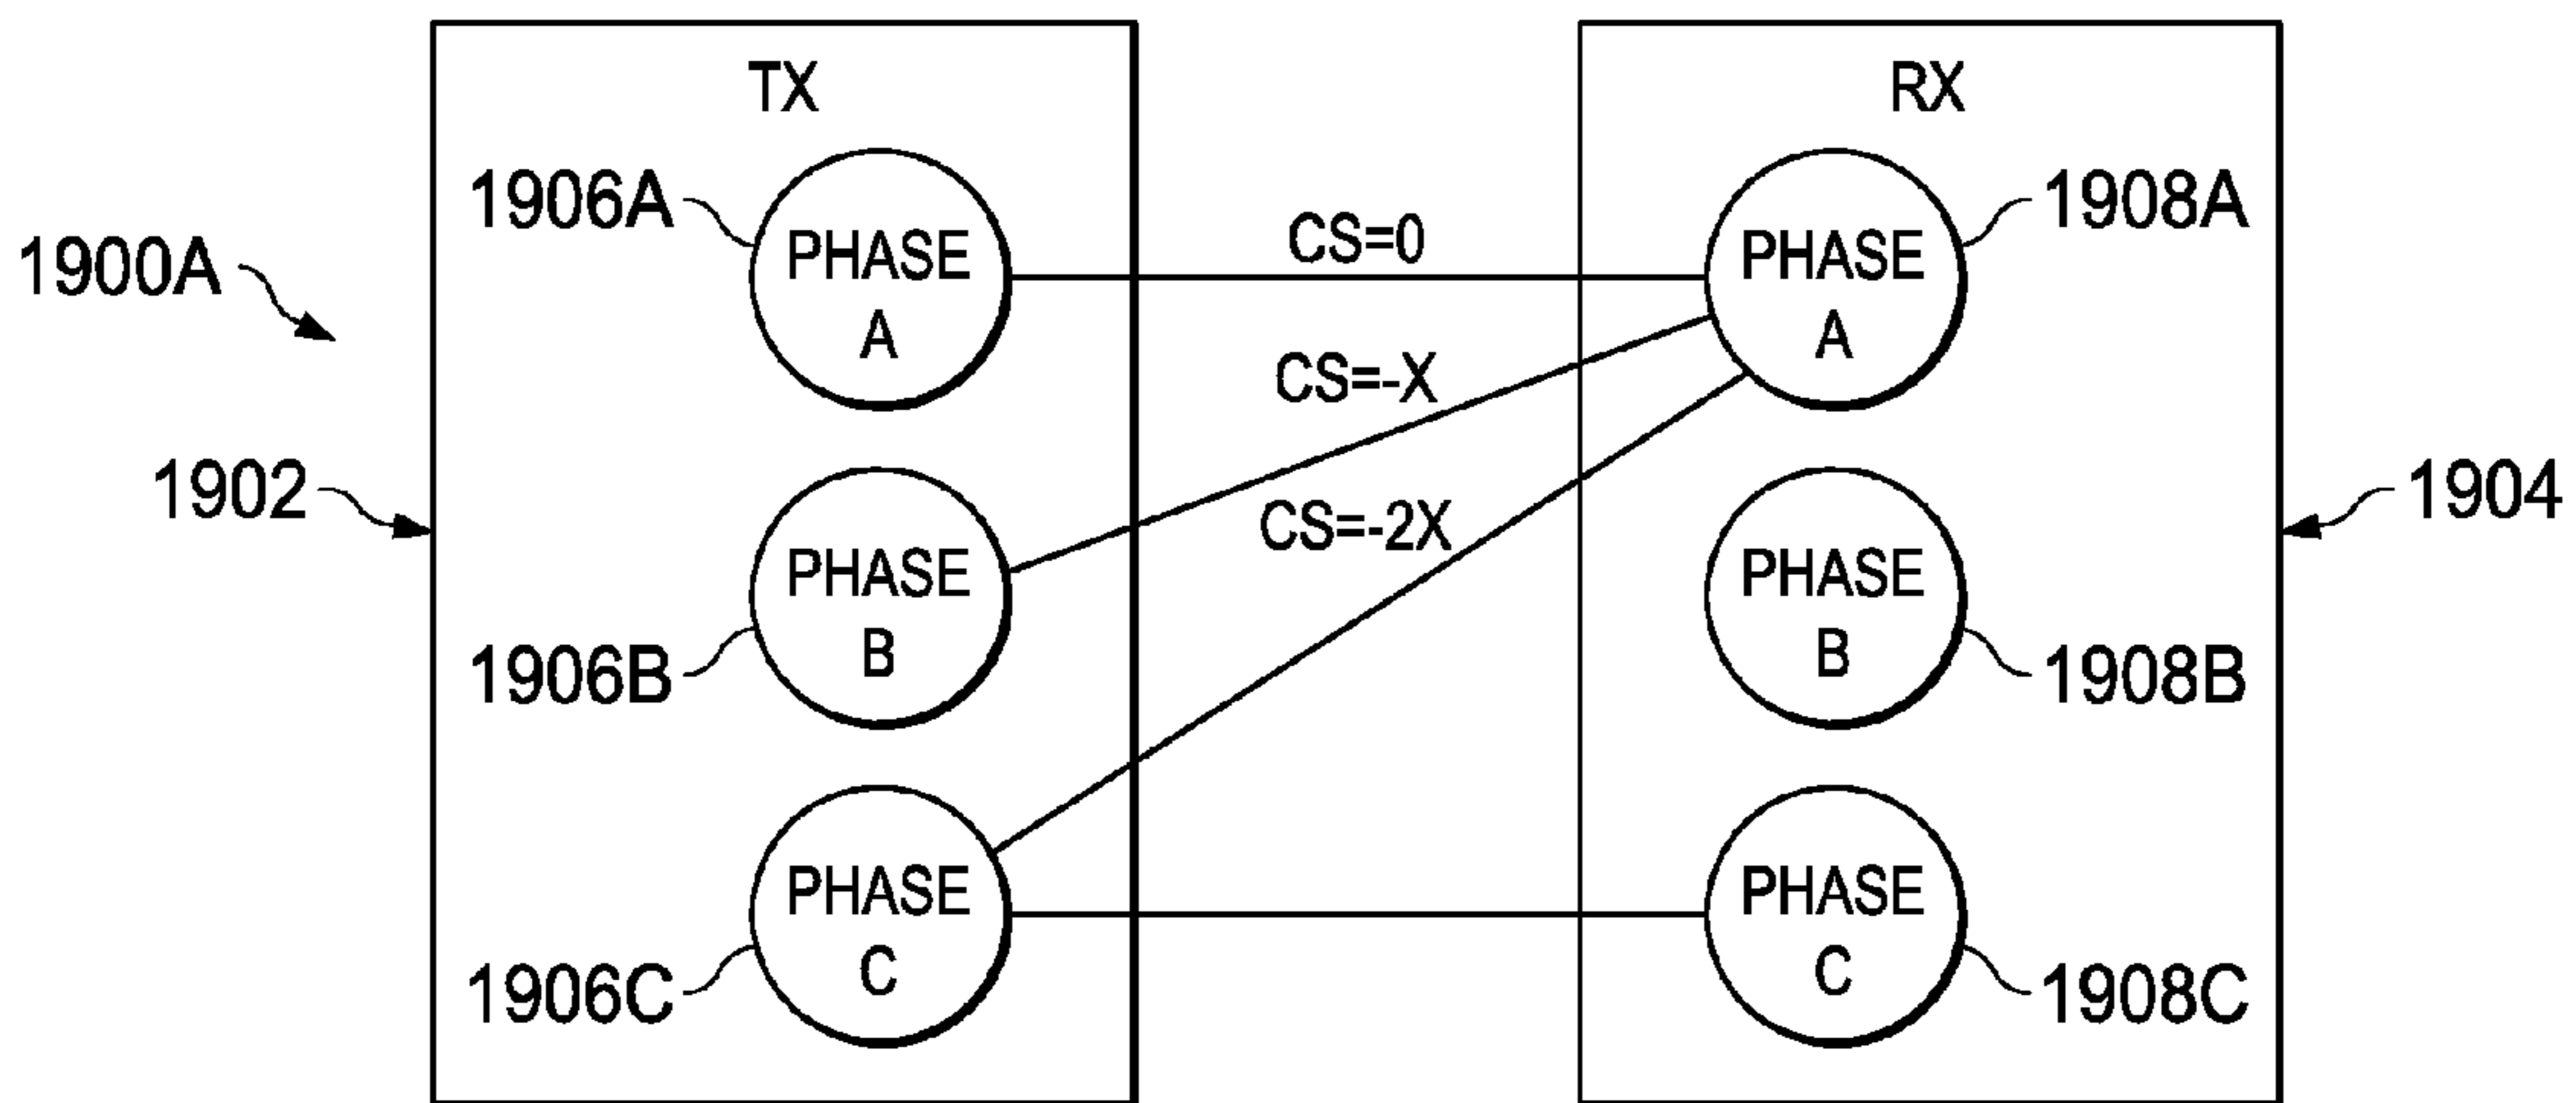 TX
RX
1906A
PHASE
A
CS=0
PHASE
A
1908A
1900A
CS=-X
1902
CS=-2X
1904
PHASE
B
PHASE
B
1906B
1908B
PHASE
C
PHASE
C
1906C
1908C